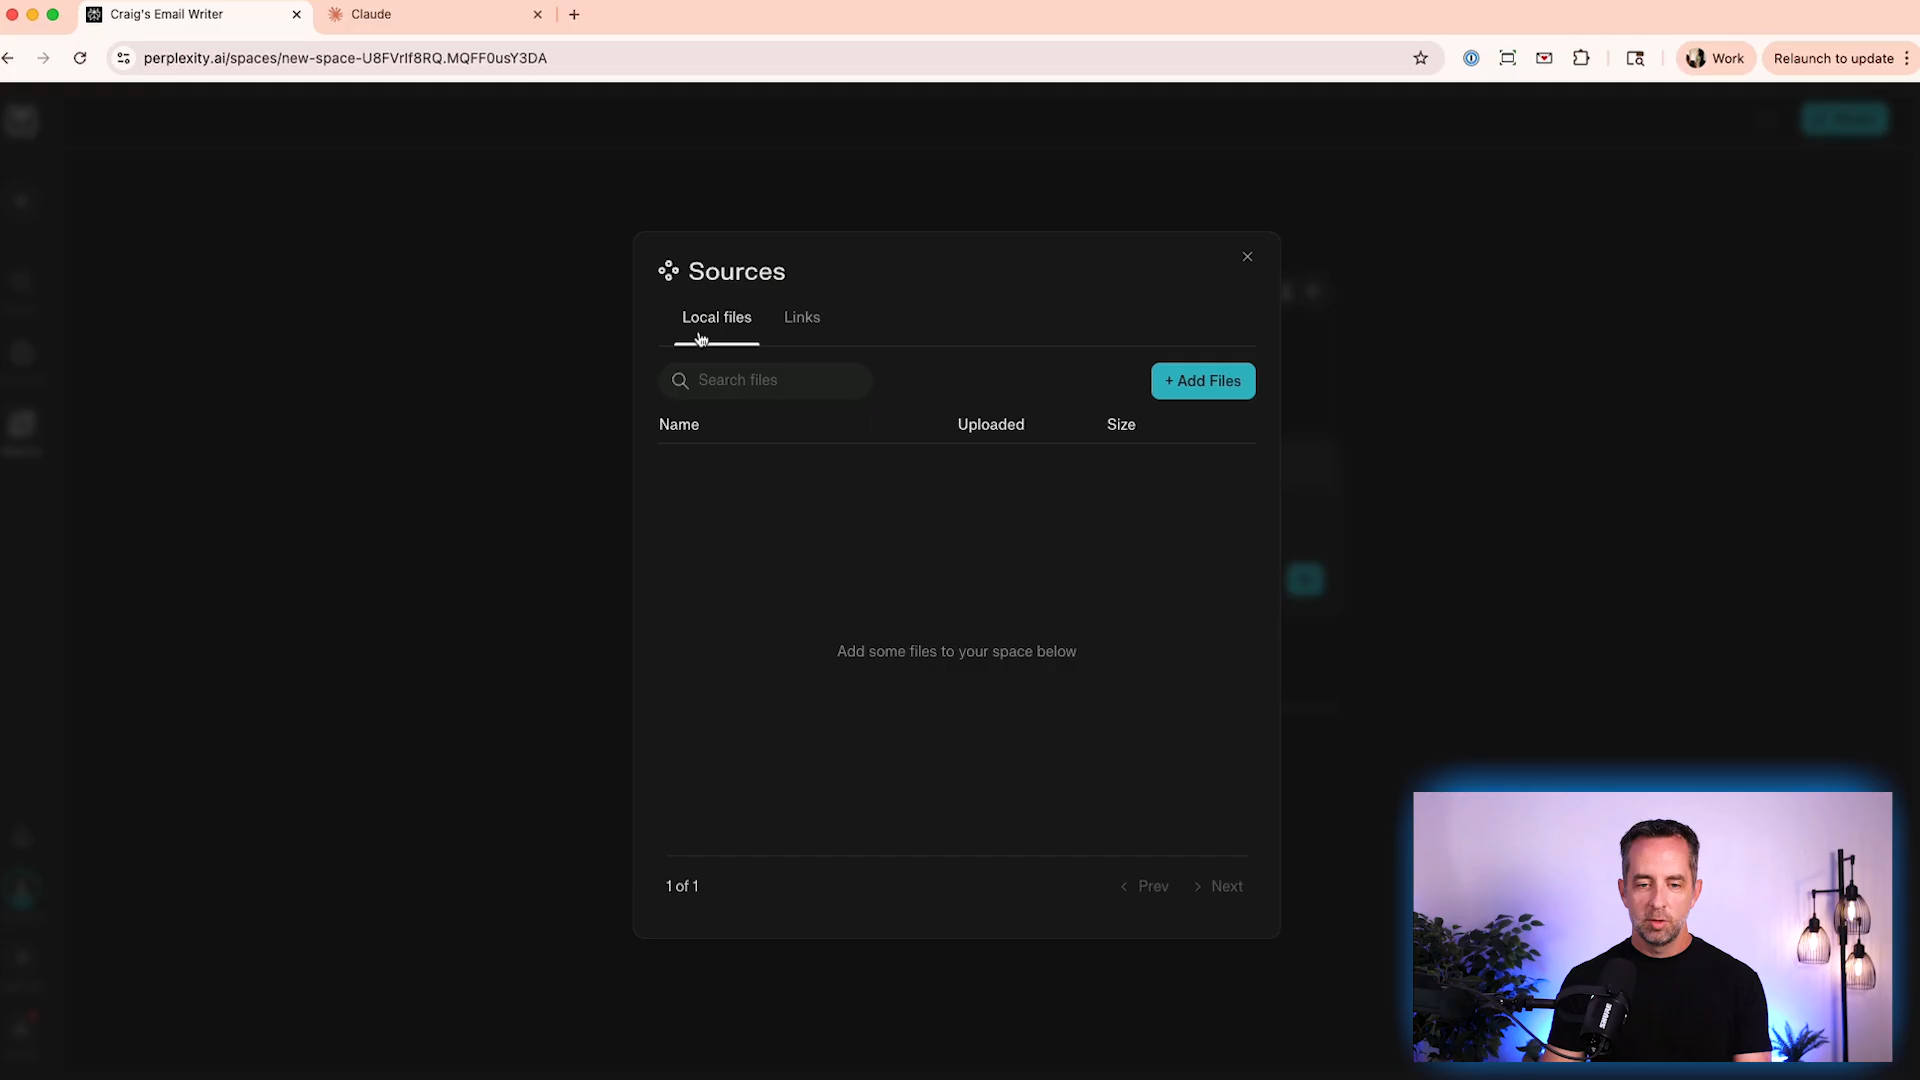 Craig's Email Writer
Claude
perplexity.ai/spaces/new-space-U8FVrIf8RQ.MQFF0usY3DA
Work
Relaunch to update
Sources
Local files
Links
Search files
+ Add Files
Name
Uploaded
Size
Add some files to your space below
1 of 1
Prev
Next
SHURE